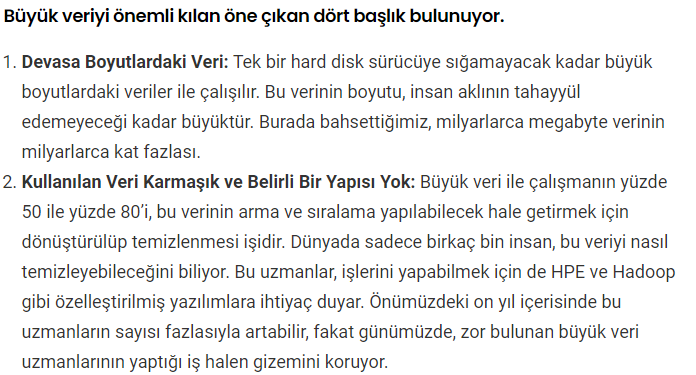 Büyük veriyi önemli kılan öne çıkan dört başlık bulunuyor.
1. Devasa Boyutlardaki Veri: Tek bir hard disk sürücüye sığamayacak kadar büyük
boyutlardaki veriler ile çalışılır. Bu verinin boyutu, insan aklının tahayyül
edemeyeceği kadar büyüktür. Burada bahsettiğimiz, milyarlarca megabyte verinin
milyarlarca kat fazlası.
2. Kullanılan Veri Karmaşık ve Belirli Bir Yapısı Yok: Büyük veri ile çalışmanın yüzde
50 ile yüzde 80’i, bu verinin arma ve sıralama yapılabilecek hale getirmek için
dönüştürülüp temizlenmesi işidir. Dünyada sadece birkaç bin insan, bu veriyi nasıl
temizleyebileceğini biliyor. Bu uzmanlar, işlerini yapabilmek için de HPE ve Hadoop
gibi özelleştirilmiş yazılımlara ihtiyaç duyar. Önümüzdeki on yıl içerisinde bu
uzmanların sayısı fazlasıyla artabilir, fakat günümüzde, zor bulunan büyük veri
uzmanlarının yaptığı iş halen gizemini koruyor.